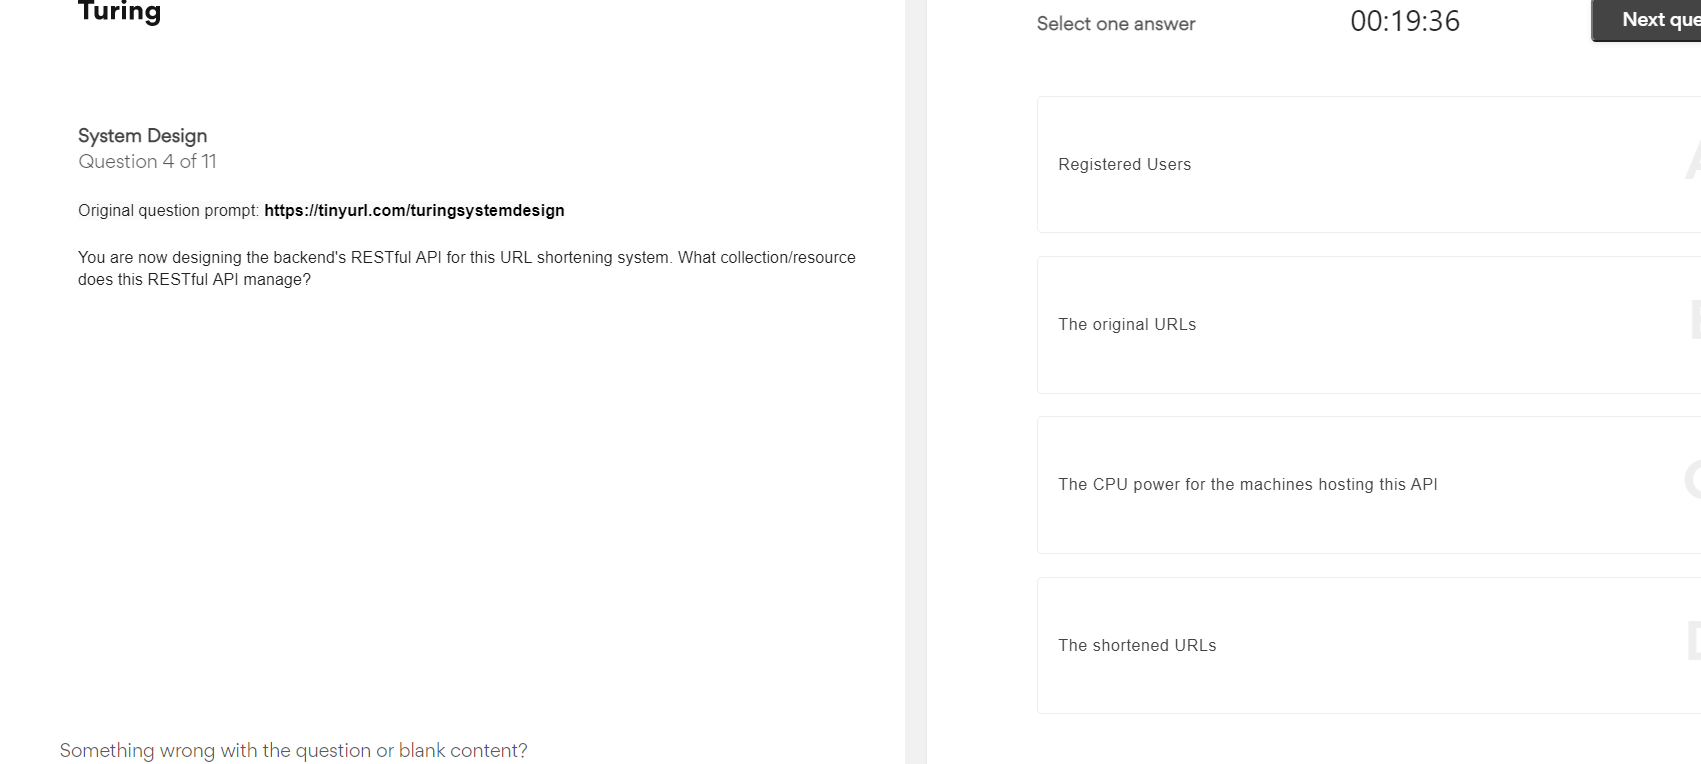 Turing
Select one answer
00:19:36
Next que
System Design
Question 4 of 11
Original question prompt: https://tinyurl.com/turingsystemdesign
You are now designing the backend's RESTful API for this URL shortening system. What collection/resource
does this RESTful API manage?
Registered Users
The original URLs
The CPU power for the machines hosting this API
The shortened URLs
Something wrong with the question or blank content?